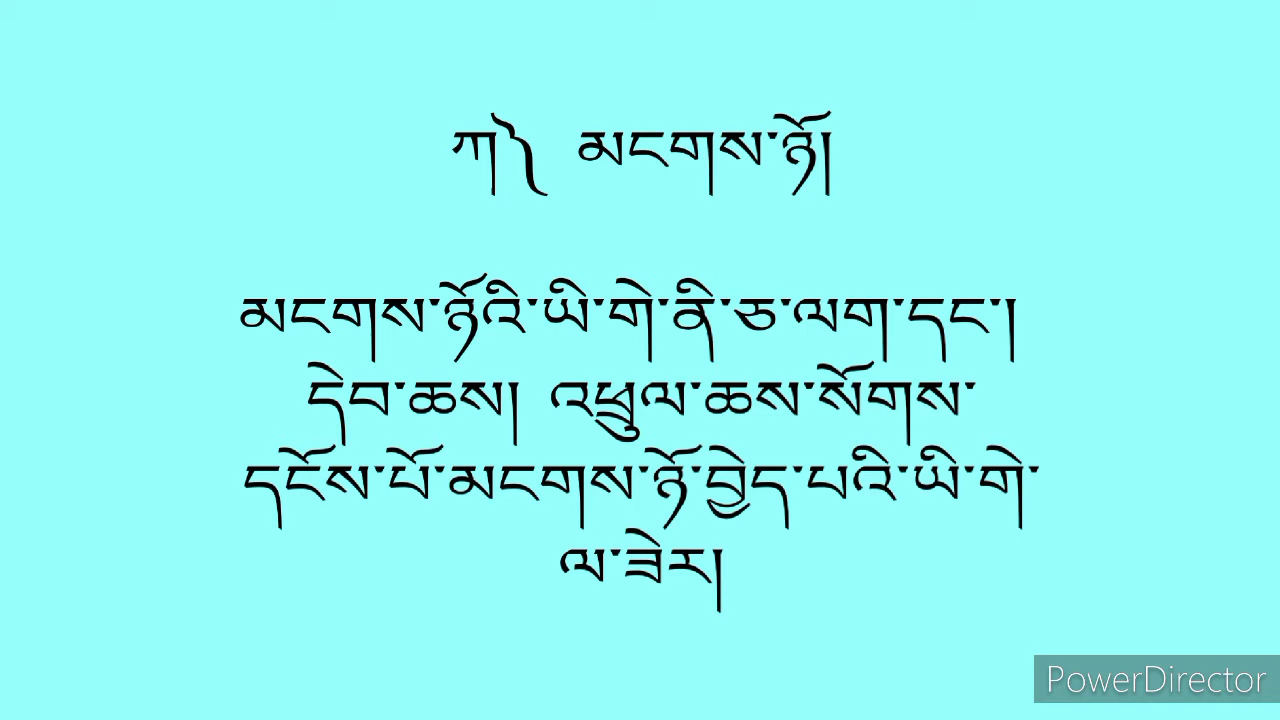 ཀ༽ མངགས་ཉོ།
མངགས་ཉོའི་ཡི་གེ་ནི་ཅ་ལག་དང་།
དེབ་ཆས། འཕྲུལ་ཆས་སོགས་
དངོས་པོ་མངགས་ཉོ་བྱེད་པའི་ཡི་གེ་
ལ་ཟེར།
PowerDirector